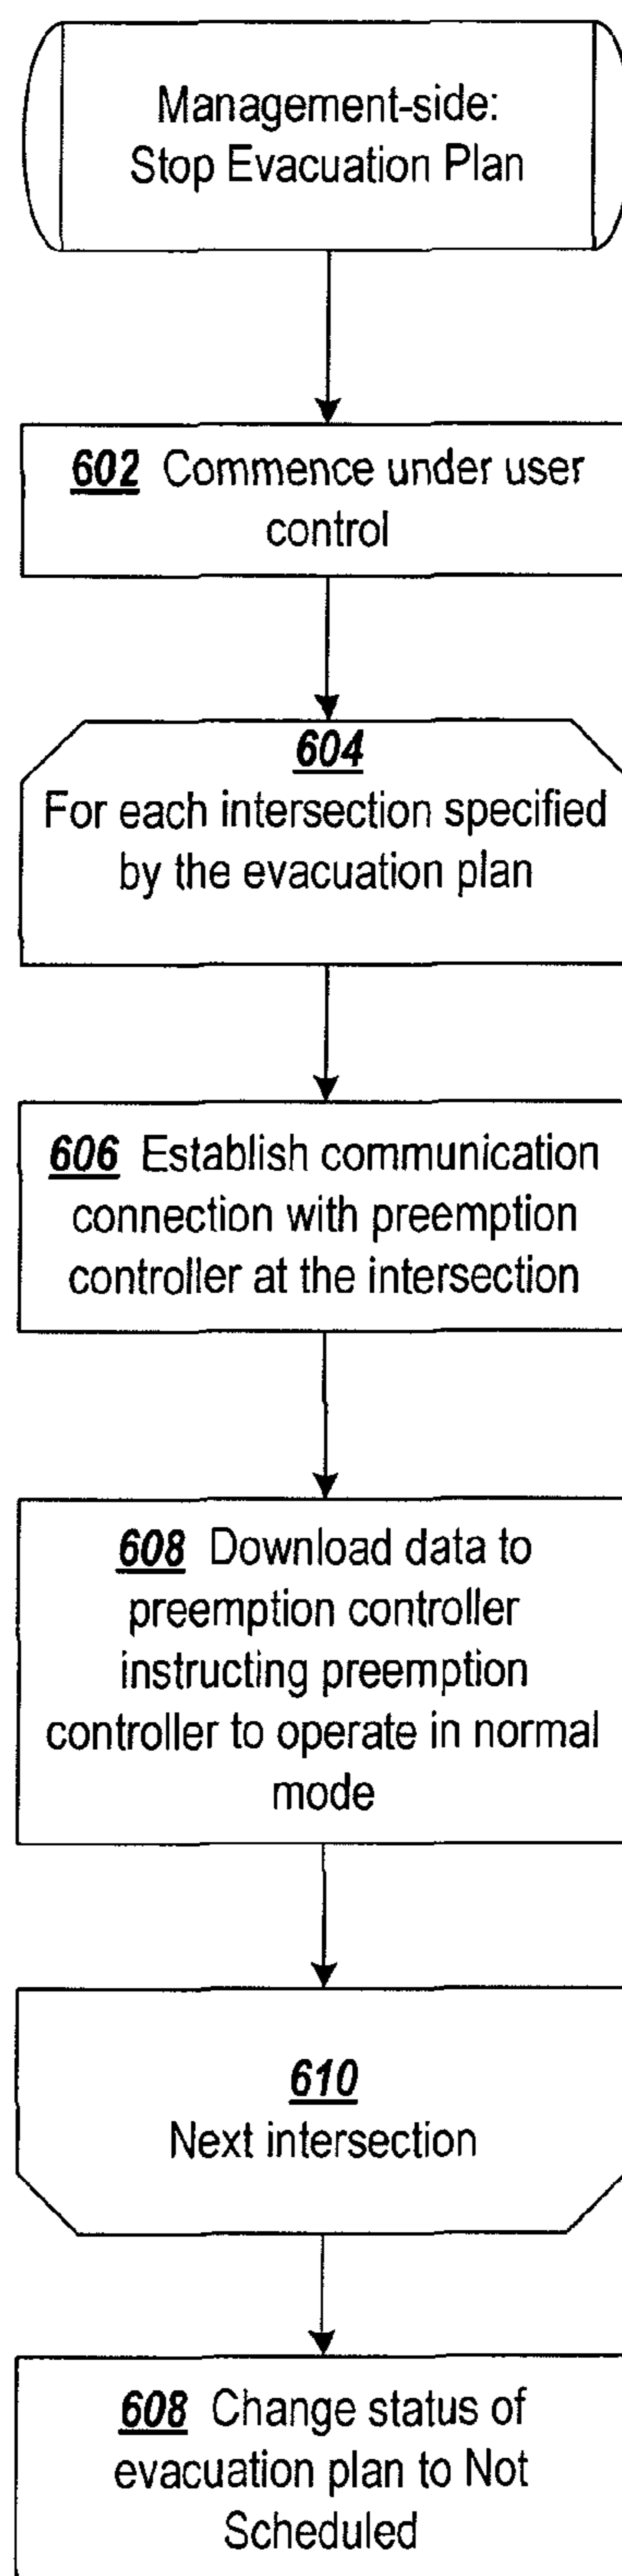 Management-side:
Stop Evacuation Plan
602 Commence under user
control
604
For each intersection specified
by the evacuation plan
606 Establish communication
connection with preemption
controller at the intersection
608 Download data to
preemption controller
instructing preemption
controller to operate in normal
mode
610
Next intersection
608 Change status of
evacuation plan to Not
Scheduled